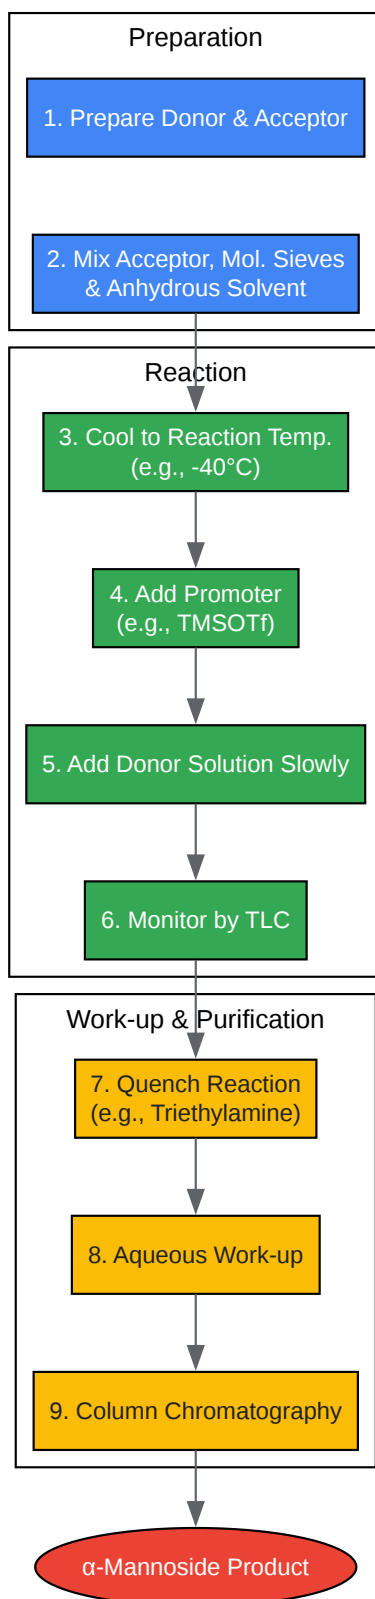 Preparation
1. Prepare Donor & Acceptor
2. Mix Acceptor, Mol. Sieves
& Anhydrous Solvent
Reaction
3. Cool to Reaction Temp.
(e.g., -40°C)
4. Add Promoter
(e.g., TMSOTf)
5. Add Donor Solution Slowly
6. Monitor by TLC
Work-up & Purification
7. Quench Reaction
(e.g., Triethylamine)
8. Aqueous Work-up
9. Column Chromatography
α-Mannoside Product